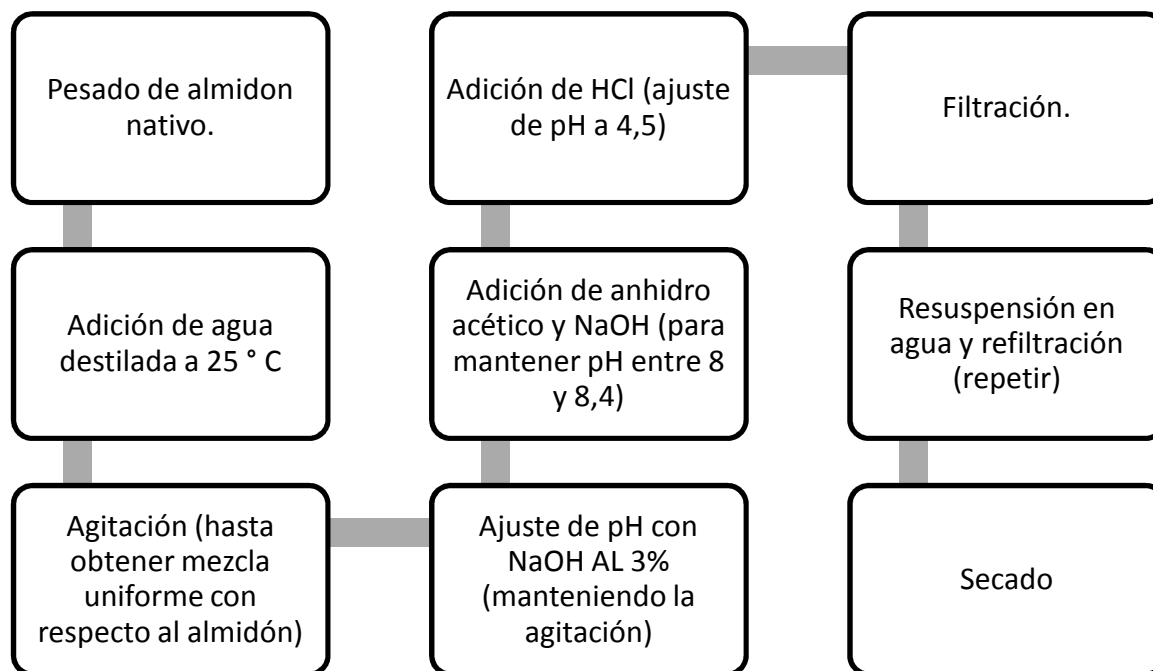 Pesado de almidon
nativo.
Adición de agua
destilada a 25 ° C
Agitación (hasta
obtener mezcla
uniforme con
respecto al almidón)
Ajuste de pH con
NaOH AL 3%
(manteniendo la
agitación)
Adición de anhidro
acético y NaOH (para
mantener pH entre 8
y 8,4)
Adición de HCl (ajuste
de pH a 4,5)
Filtración.
Resuspensión en
agua y refiltración
(repetir)
Secado